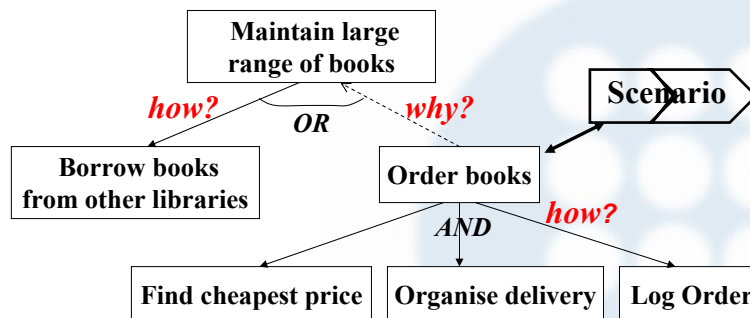 Maintain large
range of books
how?
OR
why?
Scenario
Borrow books
from other libraries
Order books
AND
how?
Find cheapest price
Organise delivery
Log Order